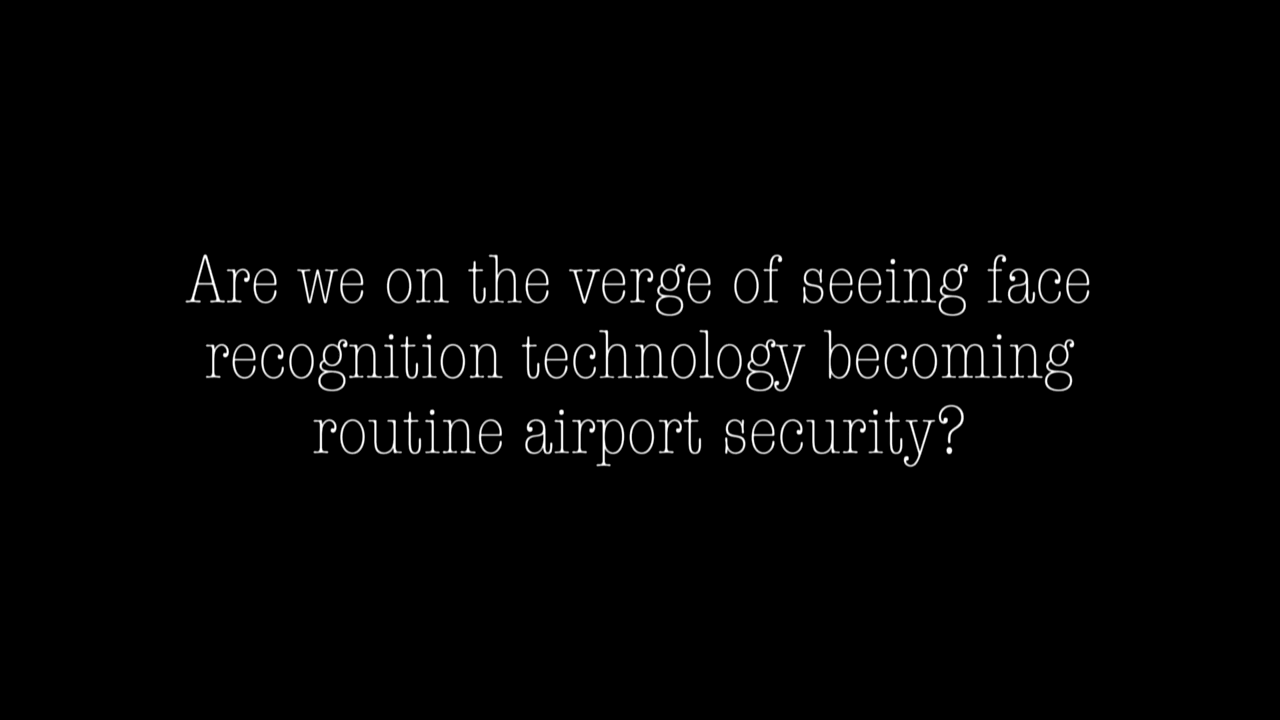 Are we on the verge of seeing face
recognition technology becoming
routine airport security?